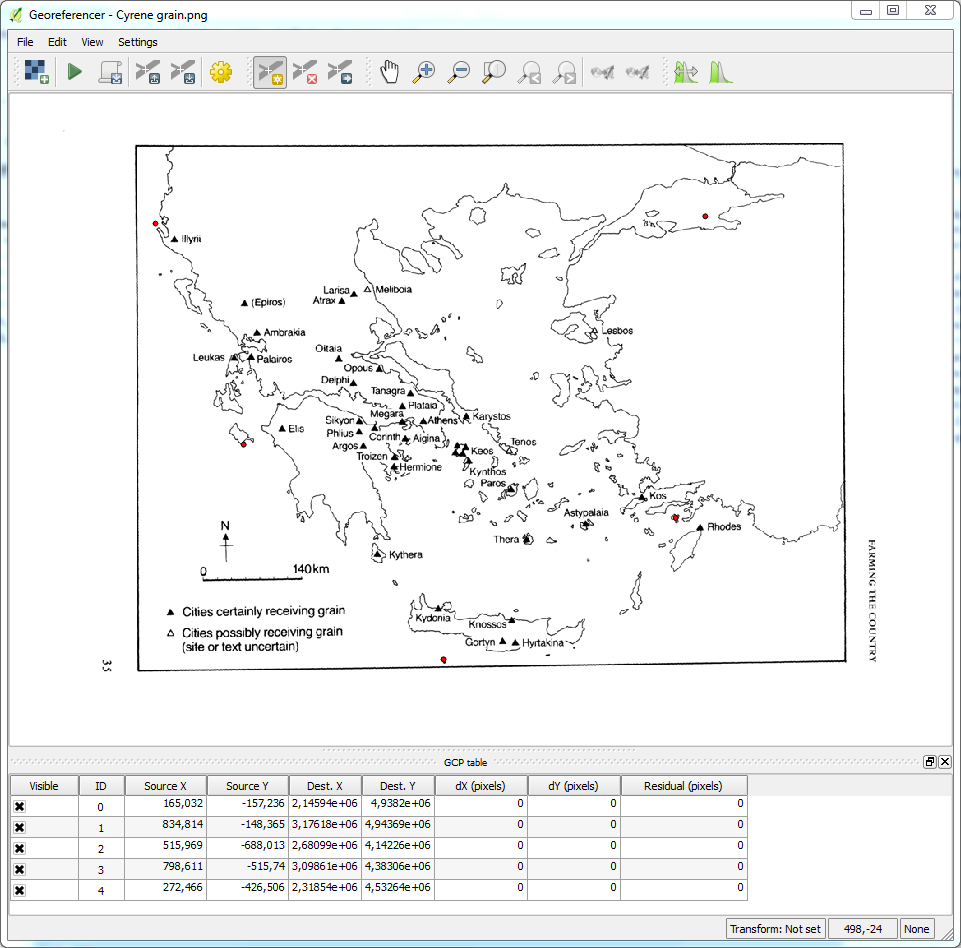 Georeferencer - Cyrene grain.png
File Edit View Settings
Illyrii
Larisa
Meliboia
(Epiros)
Atrax
Ambrakia
Lesbos
Leukas
Palairos
Oitaia
Opous
Delphi
Tanagra
Plataia
Megara
Karystos
Elis
Sikyon
Athens
Phlius
Corinth
Aigina
Argos
Keos
Tenos
Troizen
Hermione
Kynthos
Paros
Kos
Astypalaia
Rhodes
N
Thera
Kythera
0 140km
Cities certainly receiving grain
Kydonia
Knossos
Cities possibly receiving grain
(site or text uncertain)
Gortyn
Hyrtakina
FARMING THE COUNTRY
35
GCP table
Visible ID Source X Source Y Dest. X Dest. Y dX (pixels) dY (pixels) Residual (pixels)
0 165,032 -157,236 2,14594e+06 4,9382e+06 0 0 0
1 834,814 -148,365 3,17618e+06 4,94369e+06 0 0 0
2 515,969 -688,013 2,68099e+06 4,14226e+06 0 0 0
3 798,611 -515,74 3,09861e+06 4,38306e+06 0 0 0
4 272,466 -426,506 2,31854e+06 4,53264e+06 0 0 0
Transform: Not set 498,-24 None